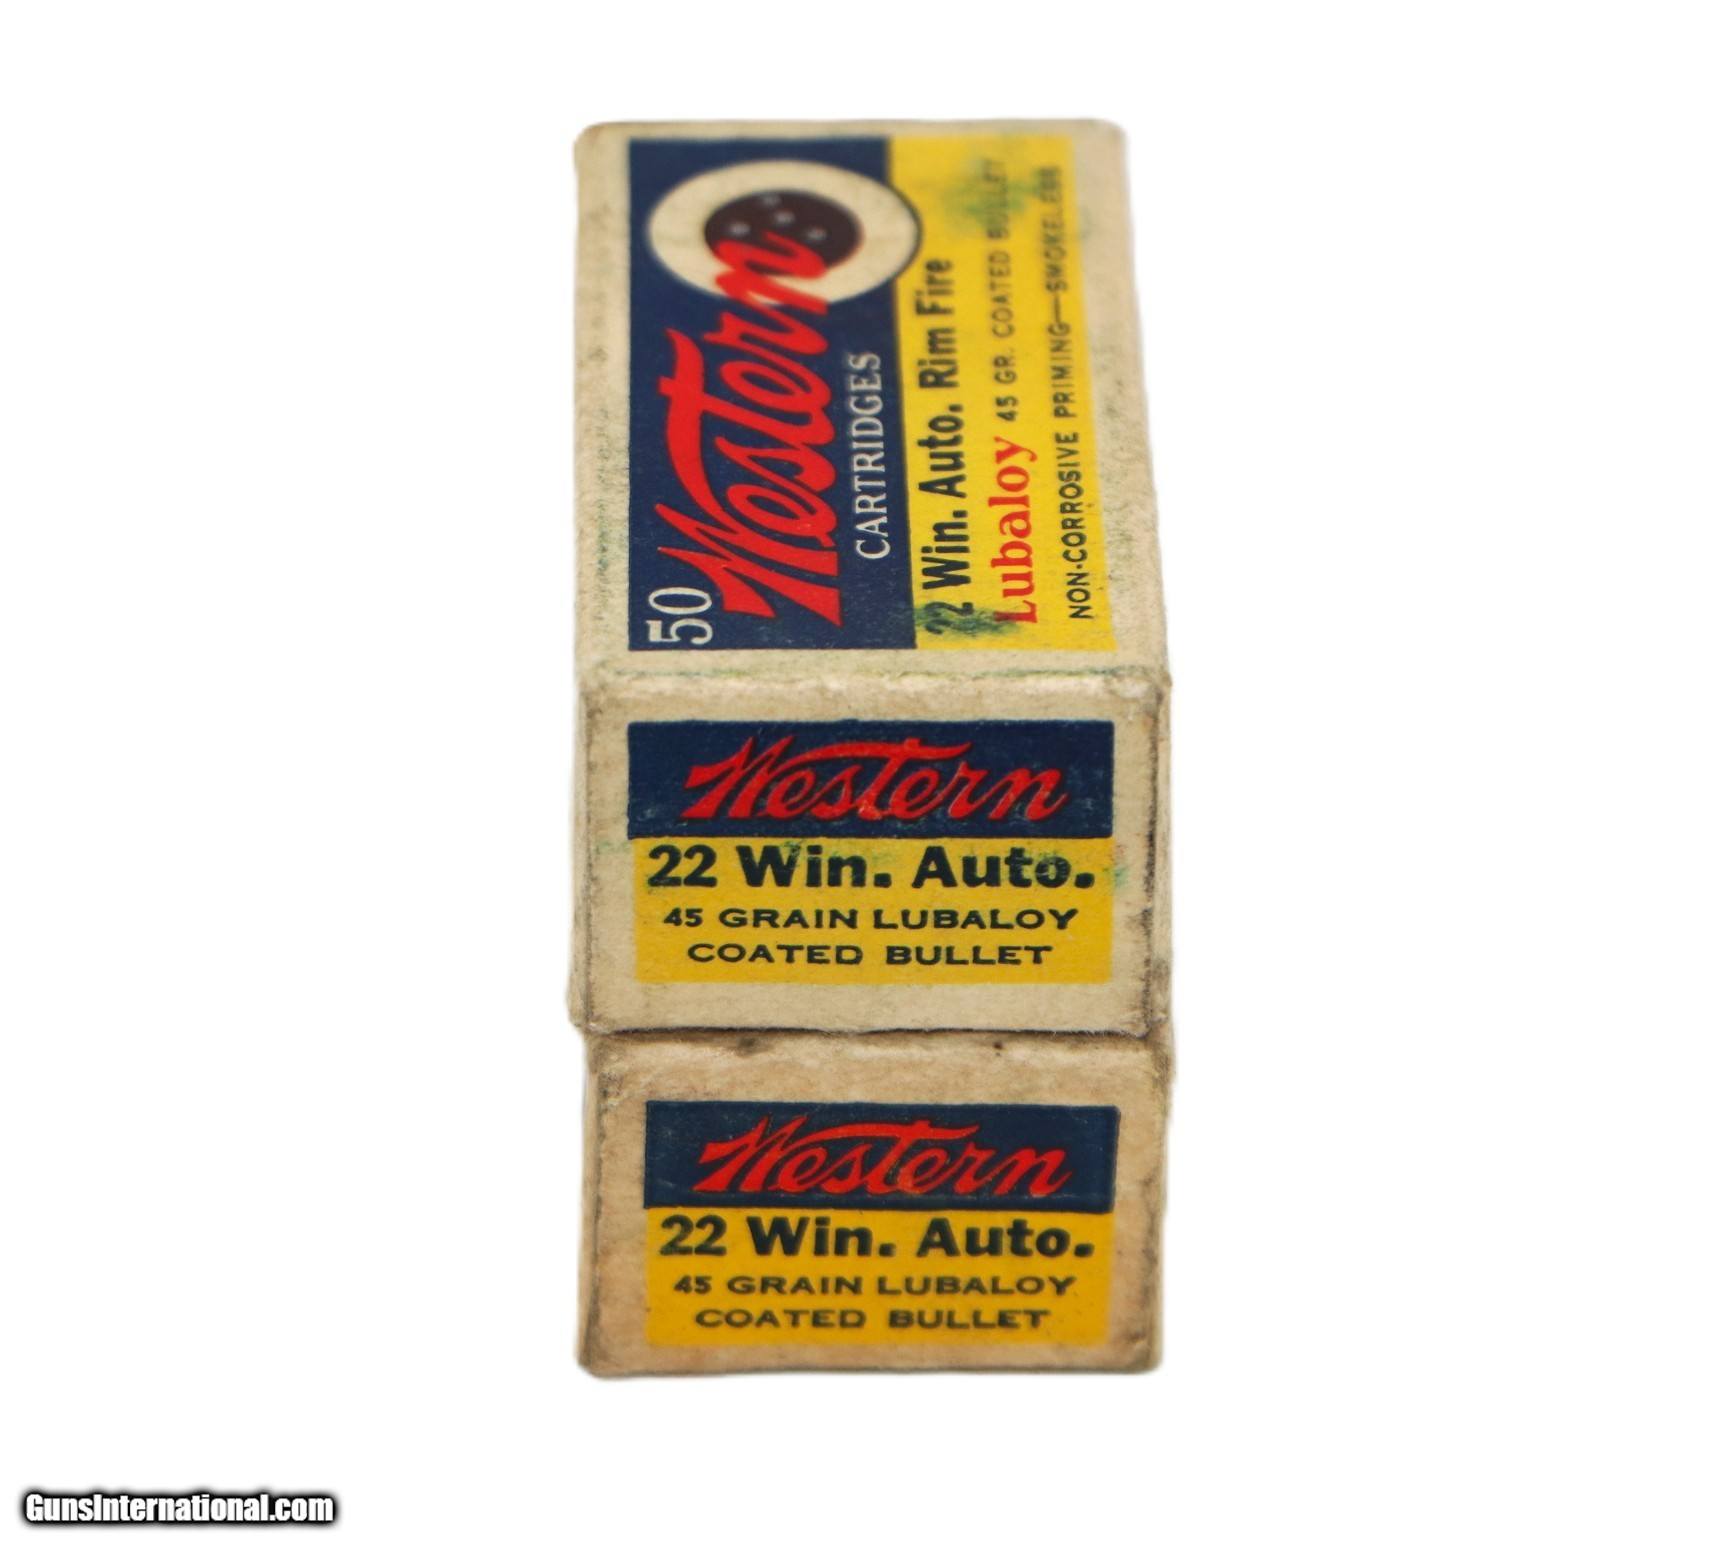 50
Western
CARTRIDGES
22 Win. Auto. Rim Fire
Lubaloy 45 GR. COATED BULLET
NON-CORROSIVE PRIMING—SMOKELESS
Western
22 Win. Auto.
45 GRAIN LUBALOY
COATED BULLET
Western
22 Win. Auto.
45 GRAIN LUBALOY
COATED BULLET
GunsInternational.com